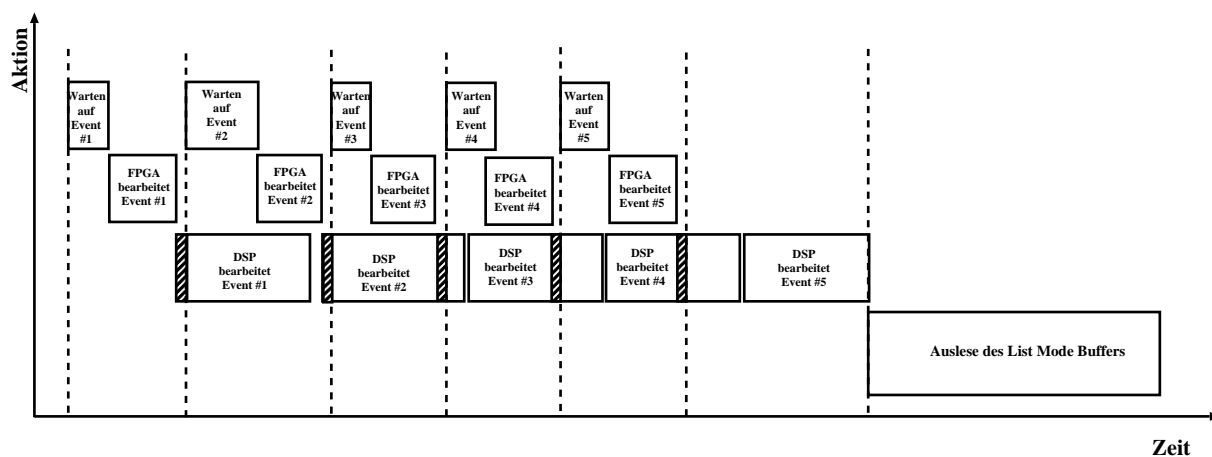 Aktion
Warten
auf
Event
#1
Warten
auf
Event
#2
Warten
auf
Event
#3
Warten
auf
Event
#4
Warten
auf
Event
#5
FPGA
bearbeitet
Event #1
FPGA
bearbeitet
Event #2
FPGA
bearbeitet
Event #3
FPGA
bearbeitet
Event #4
FPGA
bearbeitet
Event #5
DSP
bearbeitet
Event #1
DSP
bearbeitet
Event #2
DSP
bearbeitet
Event #3
DSP
bearbeitet
Event #4
DSP
bearbeitet
Event #5
Auslese des List Mode Buffers
Zeit